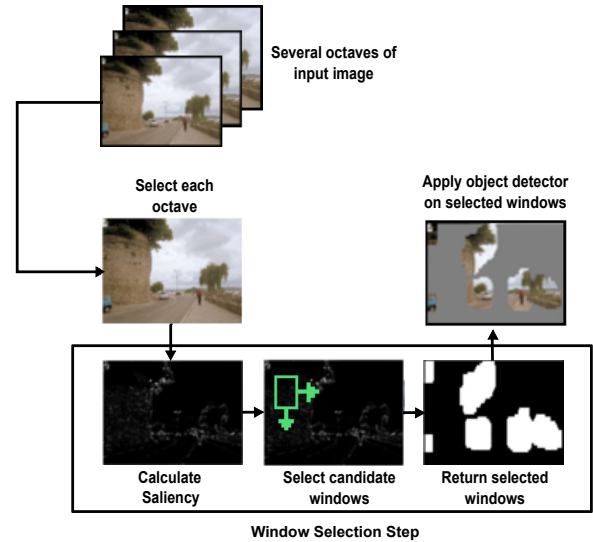 Several octaves of
input image
Select each
octave
Apply object detector
on selected windows
Calculate
Saliency
Select candidate
windows
Return selected
windows
Window Selection Step